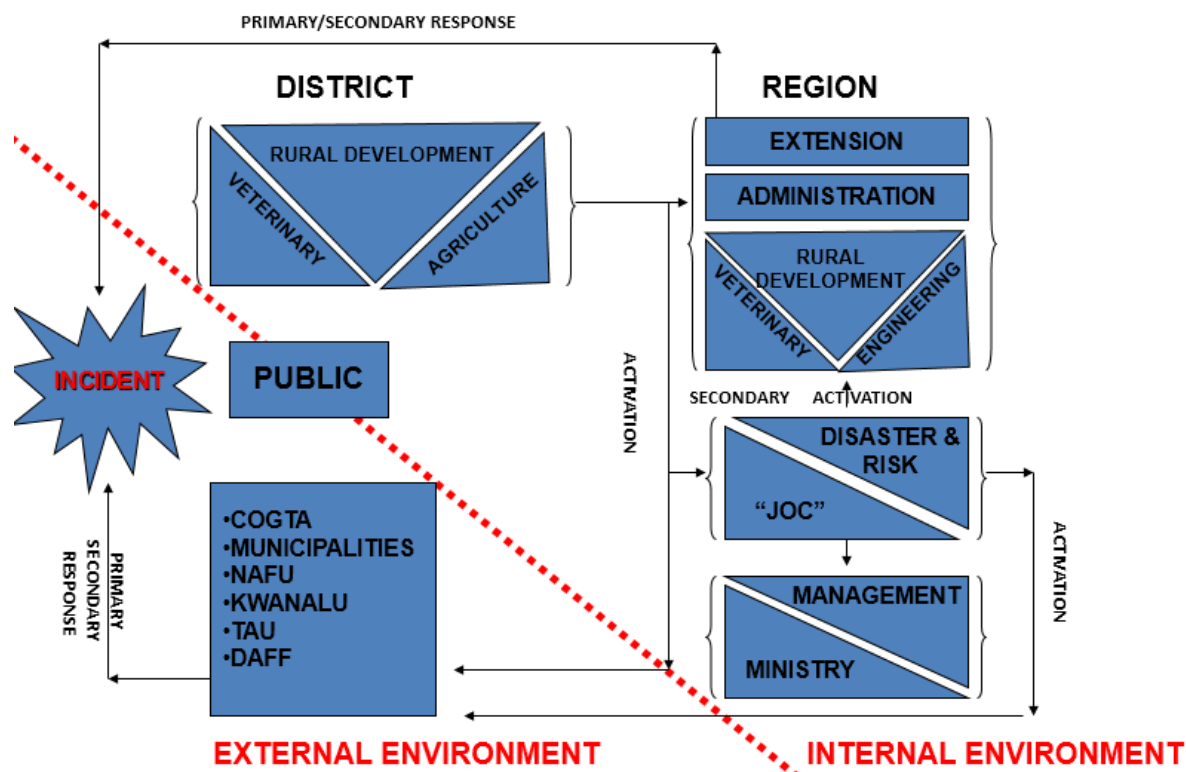 PRIMARY/SECONDARY RESPONSE
DISTRICT
REGION
RURAL DEVELOPMENT
VETERINARY
AGRICULTURE
EXTENSION
ADMINISTRATION
RURAL
DEVELOPMENT
VETERINARY
ENGINEERING
INCIDENT
PUBLIC
ACTIVATION
SECONDARY ACTIVATION
DISASTER &
RISK
“JOC”
ACTIVATION
MANAGEMENT
MINISTRY
PRIMARY
SECONDARY
RESPONSE
•COGTA
•MUNICIPALITIES
•NAFU
•KWANALU
•TAU
•DAFF
EXTERNAL ENVIRONMENT
INTERNAL ENVIRONMENT